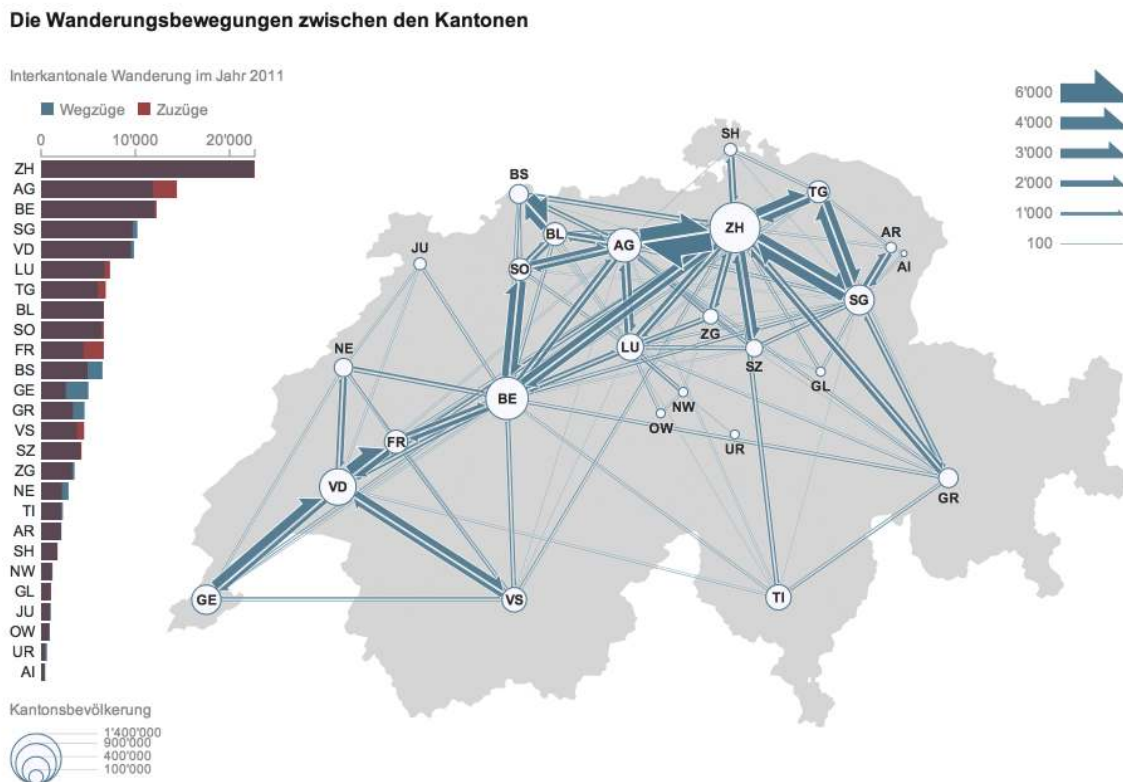 Die Wanderungsbewegungen zwischen den Kantonen
Interkantonale Wanderung im Jahr 2011
Wegzüge Zuzüge
0 10'000 20'000
ZH
AG
BE
SG
VD
LU
TG
BL
SO
FR
BS
GE
GR
VS
SZ
ZG
NE
TI
AR
SH
NW
GL
JU
OW
UR
AI
Kantonsbevölkerung
1'400'000
900'000
400'000
100'000
6'000
4'000
3'000
2'000
1'000
100
SH
BS
TG
ZH
BL
AG
AR
AI
JU
SO
SG
ZG
NE
LU
SZ
GL
BE
NW
OW
FR
UR
VD
GR
GE
VS
TI